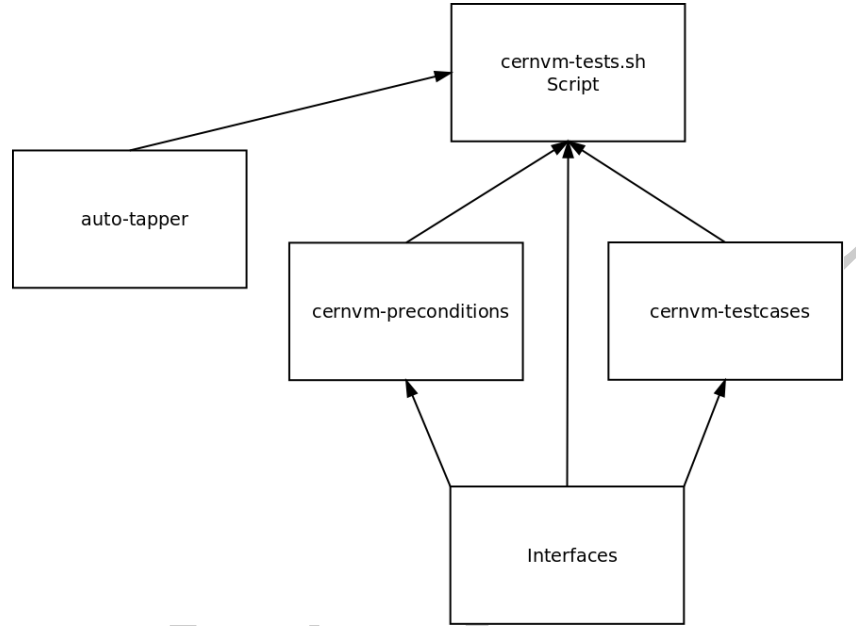 cernvm-tests.sh
Script
auto-tapper
cernvm-preconditions
cernvm-testcases
Interfaces